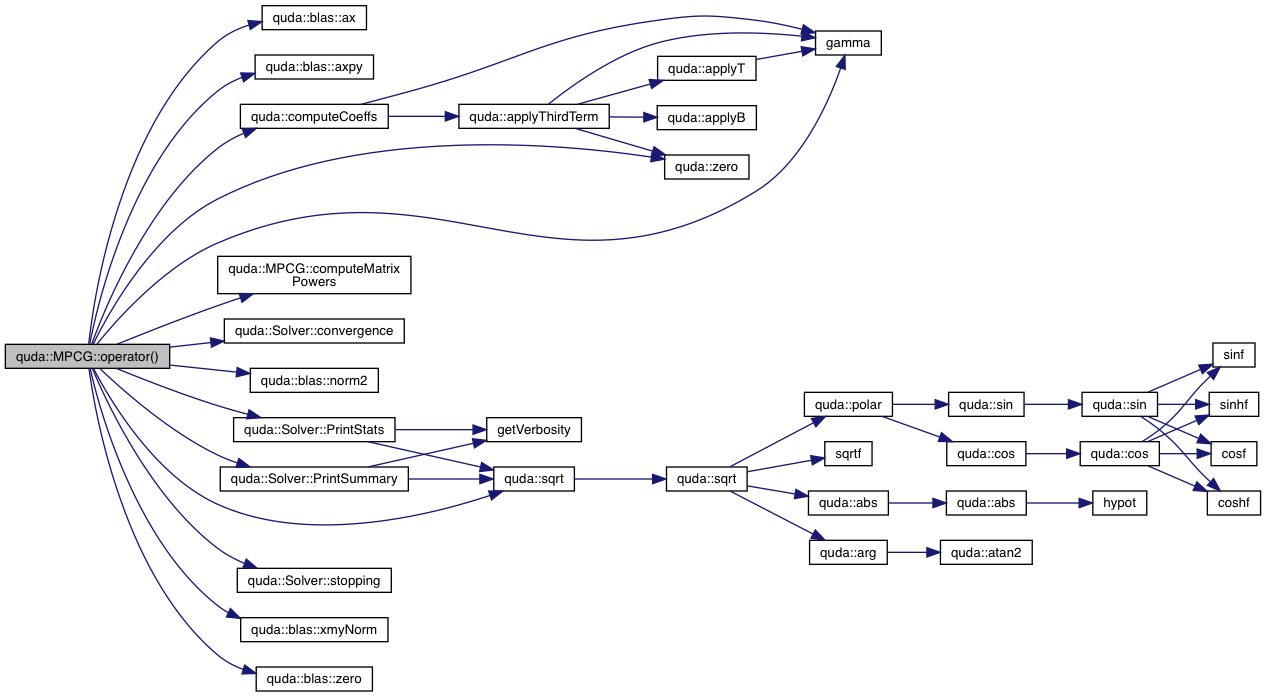 quda::MPCG::operator()
quda::blas::ax
quda::blas::axpy
quda::computeCoeffs
quda::applyThirdTerm
quda::applyT
quda::applyB
quda::zero
gamma
quda::MPCG::computeMatrix
Powers
quda::Solver::convergence
quda::blas::norm2
quda::Solver::PrintStats
quda::Solver::PrintSummary
getVerbosity
quda::sqrt
quda::sqrt
quda::polar
sqrtf
quda::abs
quda::arg
quda::sin
quda::cos
quda::abs
quda::atan2
quda::sin
quda::cos
hypot
sinf
sinhf
cosf
coshf
quda::Solver::stopping
quda::blas::xmyNorm
quda::blas::zero